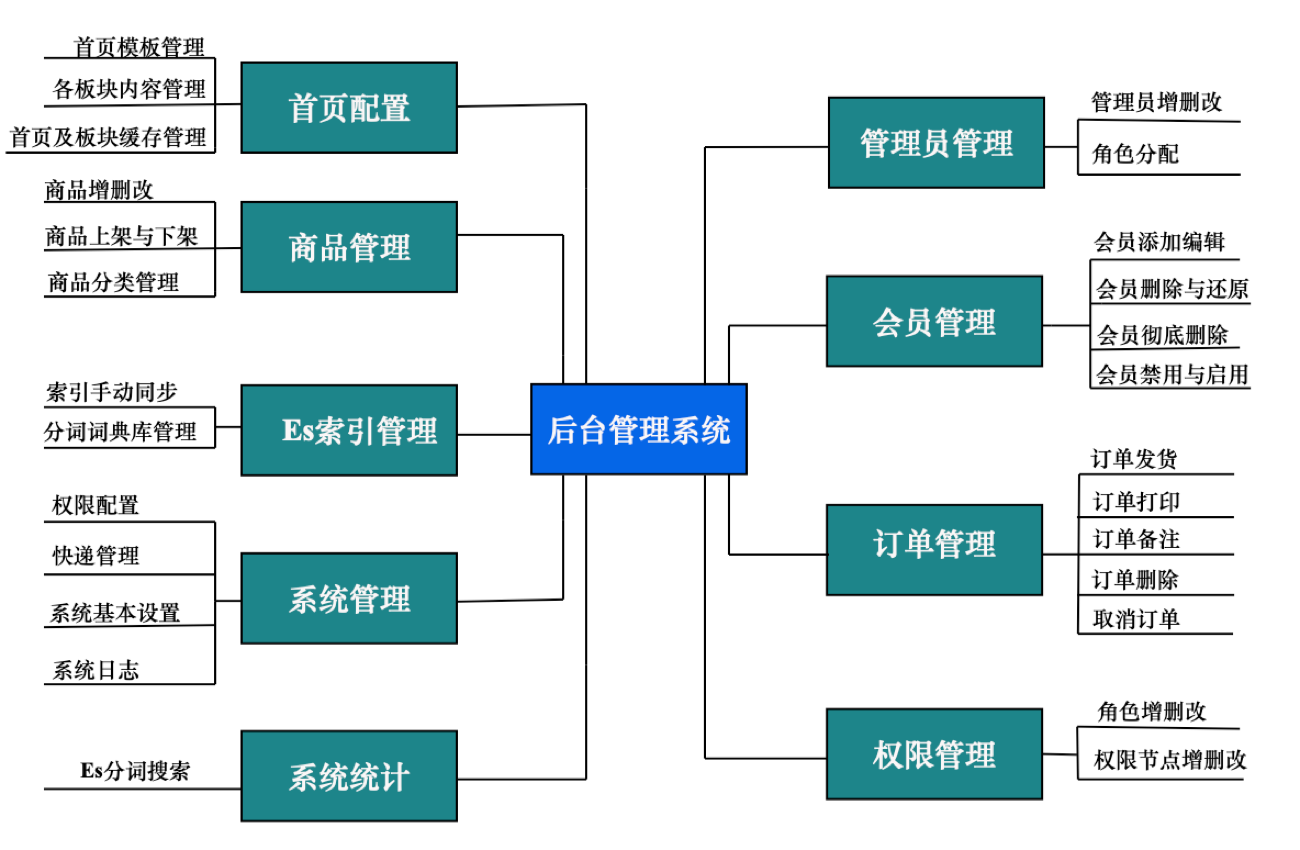 首页模板管理
各板块内容管理
首页及板块缓存管理
首页配置
商品增删改
商品上架与下架
商品分类管理
商品管理
索引手动同步
分词词典库管理
Es索引管理
权限配置
快递管理
系统基本设置
系统日志
系统管理
Es分词搜索
系统统计
后台管理系统
管理员管理
管理员增删改
角色分配
会员管理
会员添加编辑
会员删除与还原
会员彻底删除
会员禁用与启用
订单管理
订单发货
订单打印
订单备注
订单删除
取消订单
权限管理
角色增删改
权限节点增删改